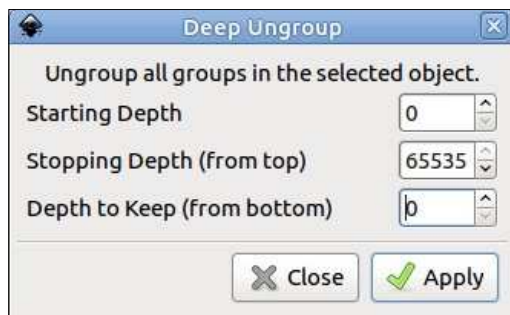 Deep Ungroup
Ungroup all groups in the selected object.
Starting Depth 0
Stopping Depth (from top) 65535
Depth to Keep (from bottom) 0
Close Apply